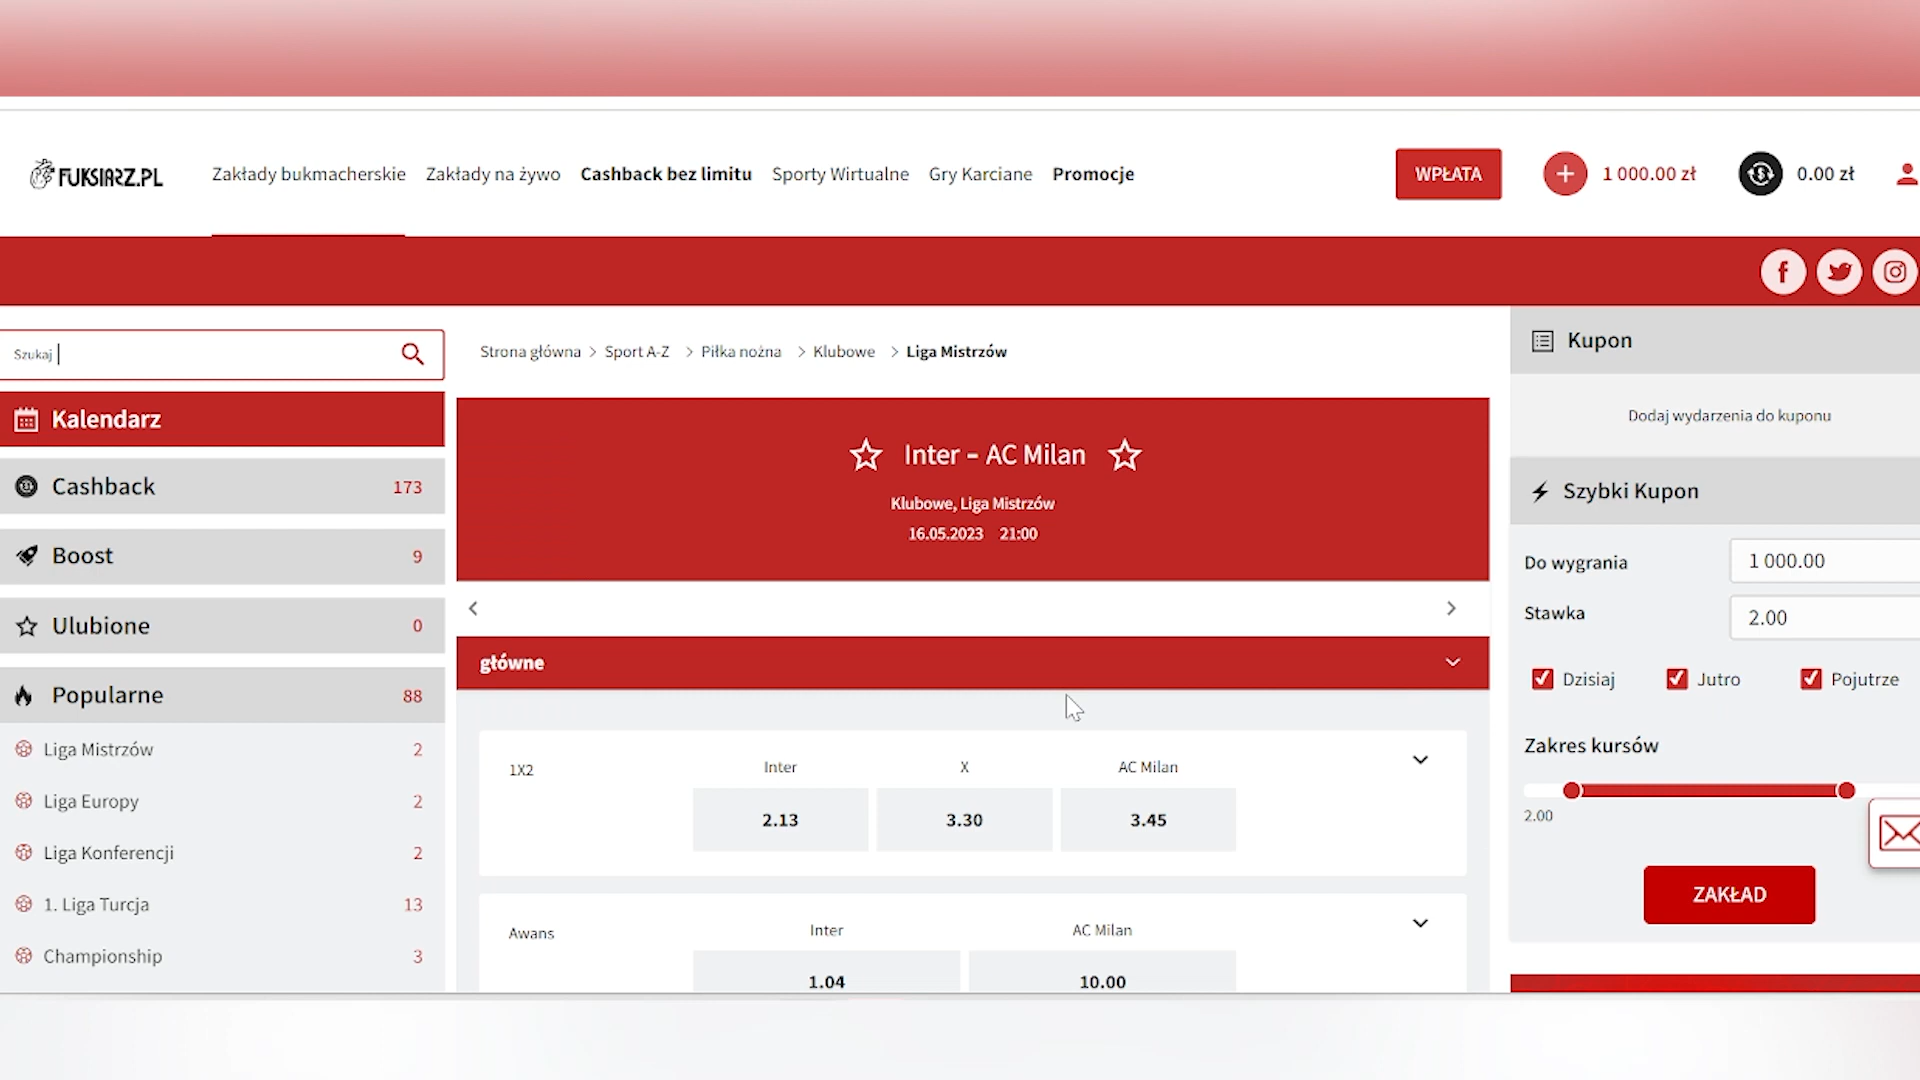 FUKSIARZ.PL
Zakłady bukmacherskie Zakłady na żywo Cashback bez limitu Sporty Wirtualne Gry Karciane Promocje
WPŁATA
1 000.00 zł
0.00 zł
Szukaj
Kalendarz
Cashback 173
Boost 9
Ulubione 0
Popularne 88
Liga Mistrzów 2
Liga Europy 2
Liga Konferencji 2
1. Liga Turcja 13
Championship 3
Strona główna > Sport A-Z > Piłka nożna > Klubowe > Liga Mistrzów
Inter - AC Milan
Klubowe, Liga Mistrzów
16.05.2023 21:00
główne
1X2
Inter X AC Milan
2.13 3.30 3.45
Awans
Inter AC Milan
1.04 10.00
Kupon
Dodaj wydarzenia do kuponu
Szybki Kupon
Do wygrania 1 000.00
Stawka 2.00
Dzisiaj Jutro Pojutrze
Zakres kursów
2.00
ZAKŁAD